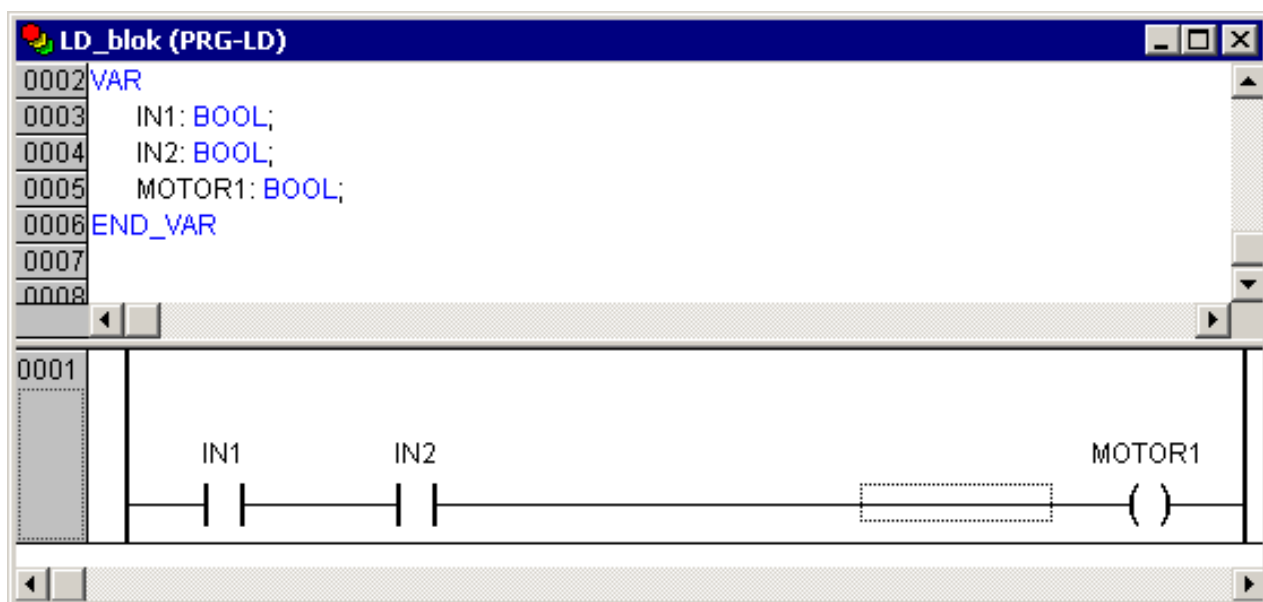 LD_blok (PRG-LD)
0002 VAR
0003 IN1: BOOL;
0004 IN2: BOOL;
0005 MOTOR1: BOOL;
0006 END_VAR
0007
0008
0001
IN1 IN2 MOTOR1